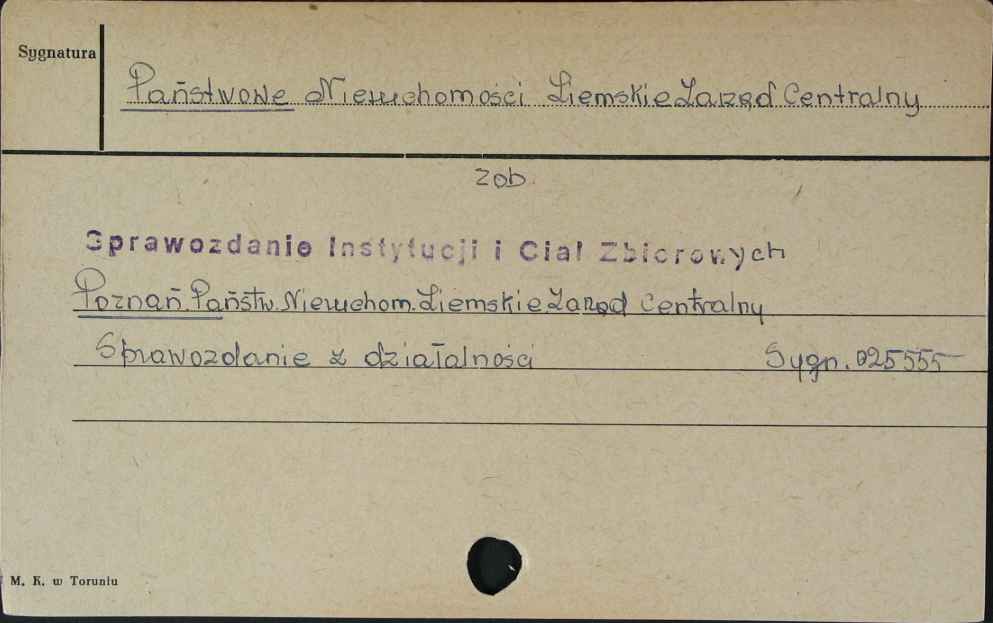 Sygnatura
Państwowe Nieruchomości Ziemskie Zarząd Centralny
zob.
Sprawozdanie Instytucji i Ciał Zbiorowych
Poznań. Państw. Nieruchom. Ziemskie Zarząd Centralny
Sprawozdanie z działalności Sygn. 025555
M. K. w Toruniu